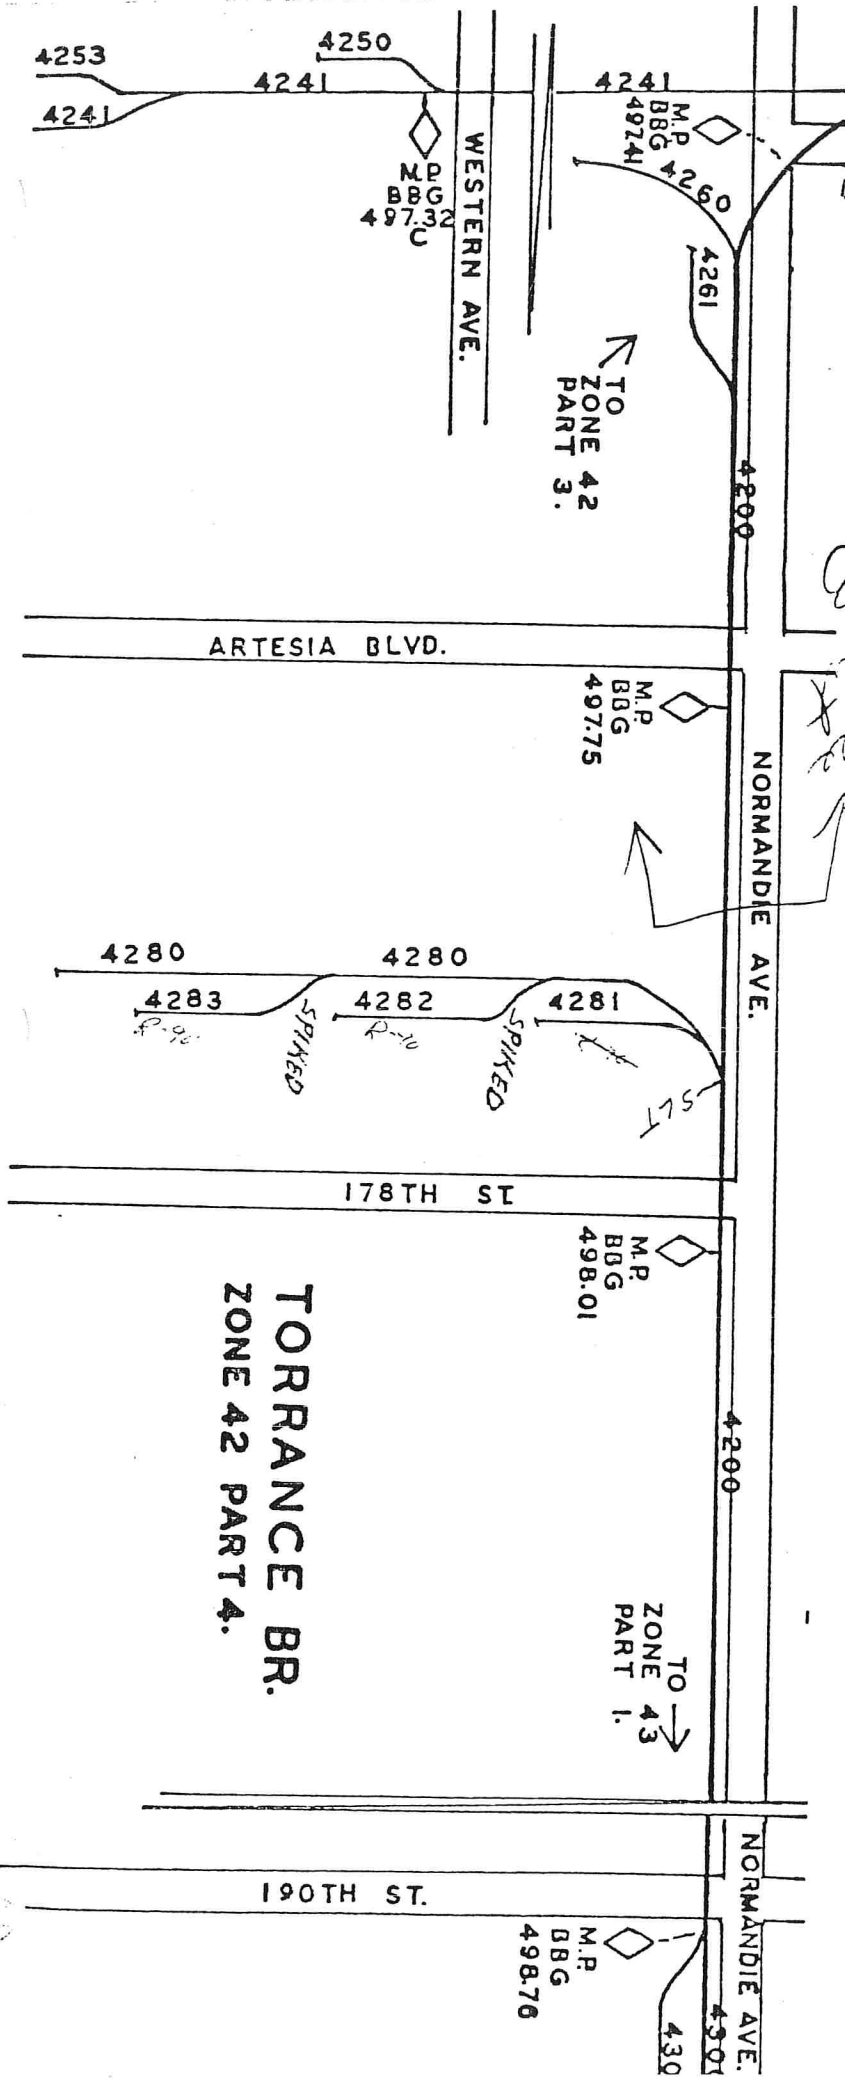 4253
4250
4241
4241
4241
M.P.
BBG
497.32
C
WESTERN AVE.
M.P
BBG
497.41
4260
4261
TO
ZONE 42
PART 3.
4200
ARTESIA BLVD.
M.P.
BBG
497.75
NORMANDIE AVE.
4280
4280
4283
4282
4281
SPIKED
SPIKED
SLT
178TH ST.
M.P.
BBG
498.01
TORRANCE BR.
ZONE 42 PART 4.
4200
TO
ZONE 43
PART 1.
190TH ST.
M.P.
BBG
498.76
NORMANDIE AVE.
430